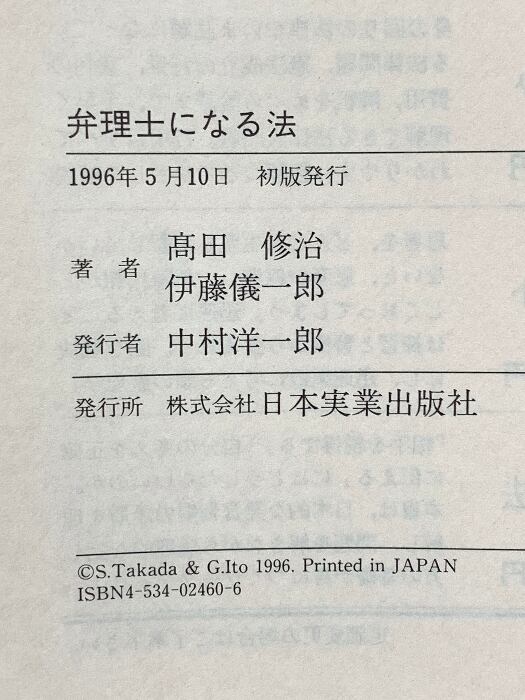 弁理士になる法
1996年5月10日　初版発行
著　者　髙田　修治
伊藤儀一郎
発行者　中村洋一郎
発行所　株式会社日本実業出版社
©S.Takada & G.Ito 1996. Printed in JAPAN
ISBN4-534-02460-6